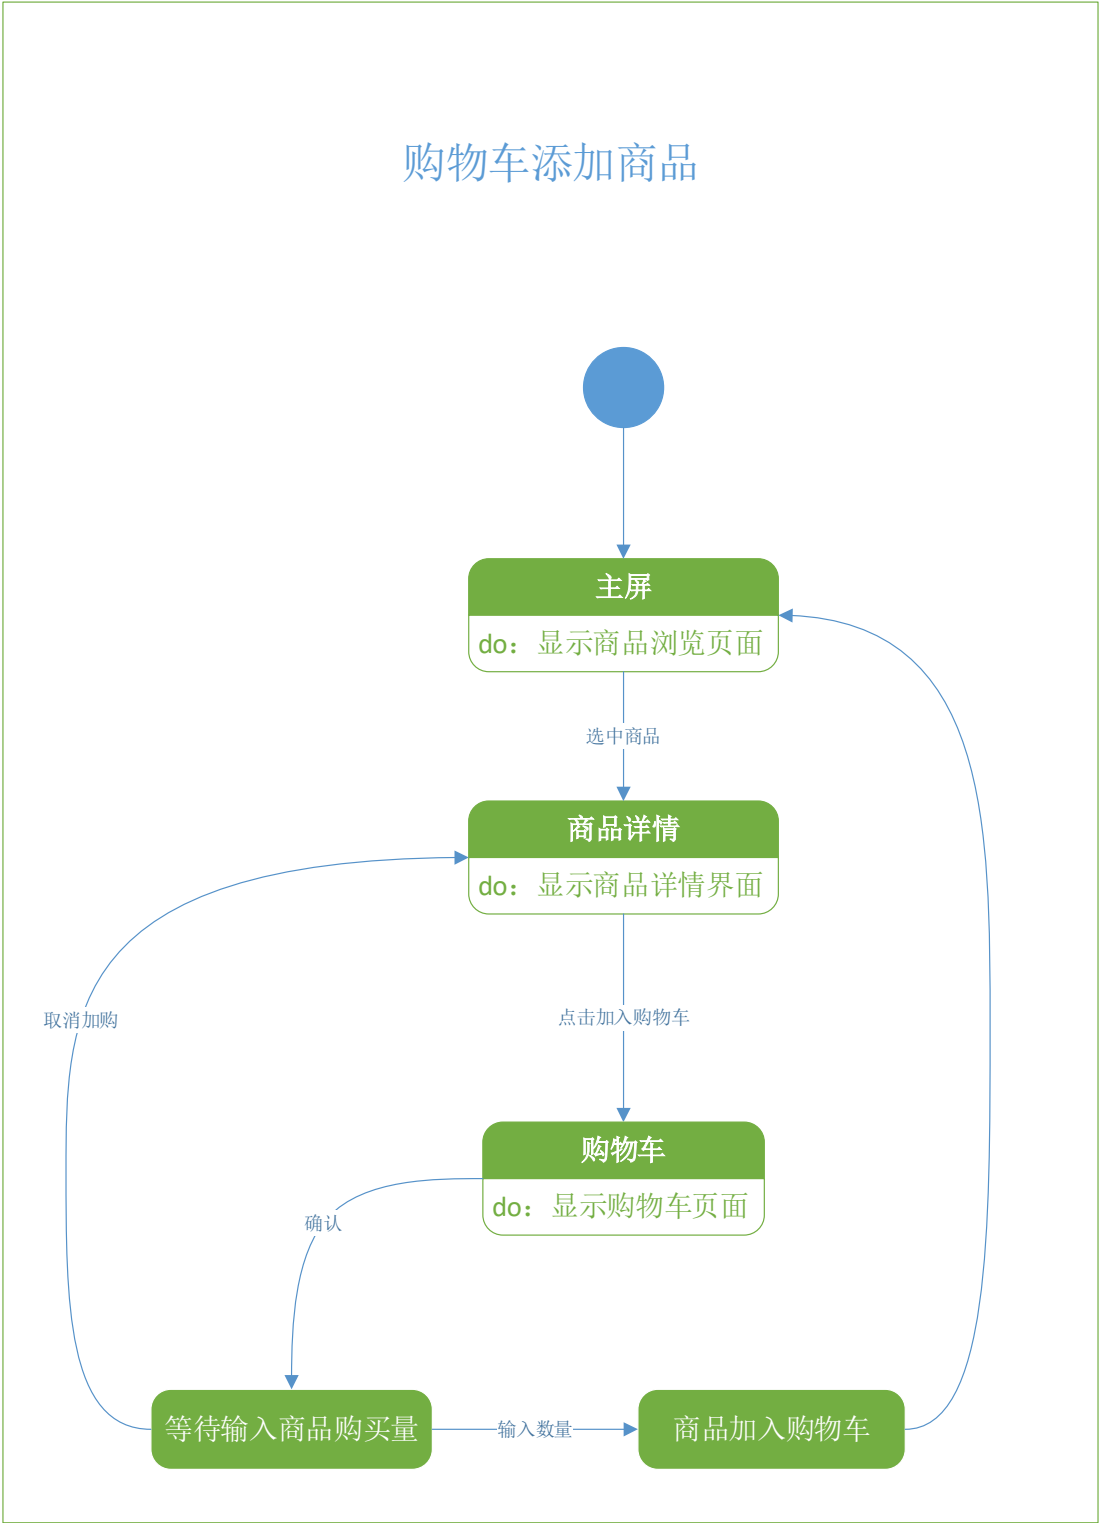 购物车添加商品
主屏
do：显示商品浏览页面
选中商品
商品详情
do：显示商品详情界面
取消加购
点击加入购物车
购物车
do：显示购物车页面
确认
等待输入商品购买量
输入数量
商品加入购物车